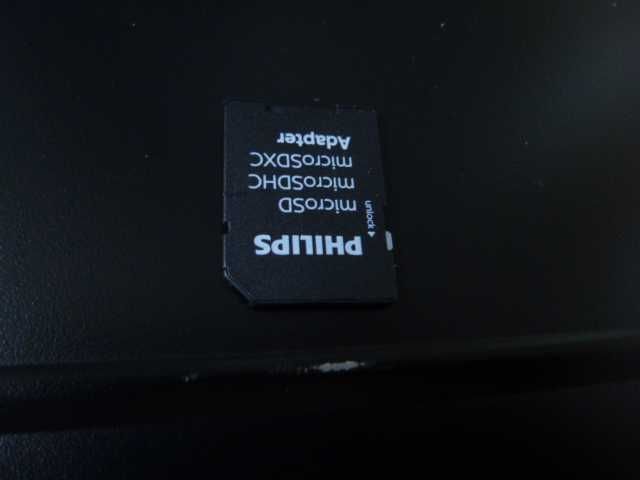 PHILIPS
unlock
microSD
microSDHC
microSDXC
Adapter